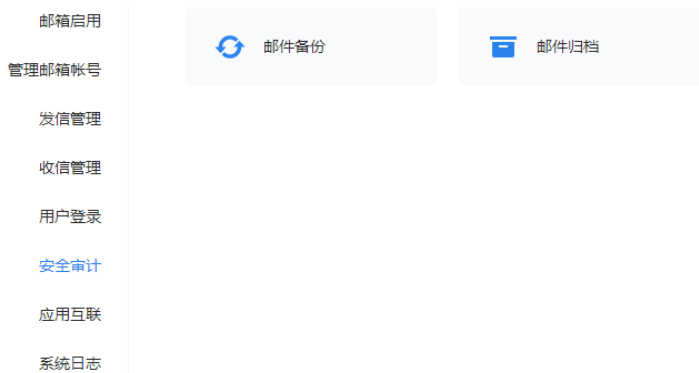 邮箱启用
管理邮箱帐号
发信管理
收信管理
用户登录
安全审计
应用互联
系统日志
邮件备份
邮件归档